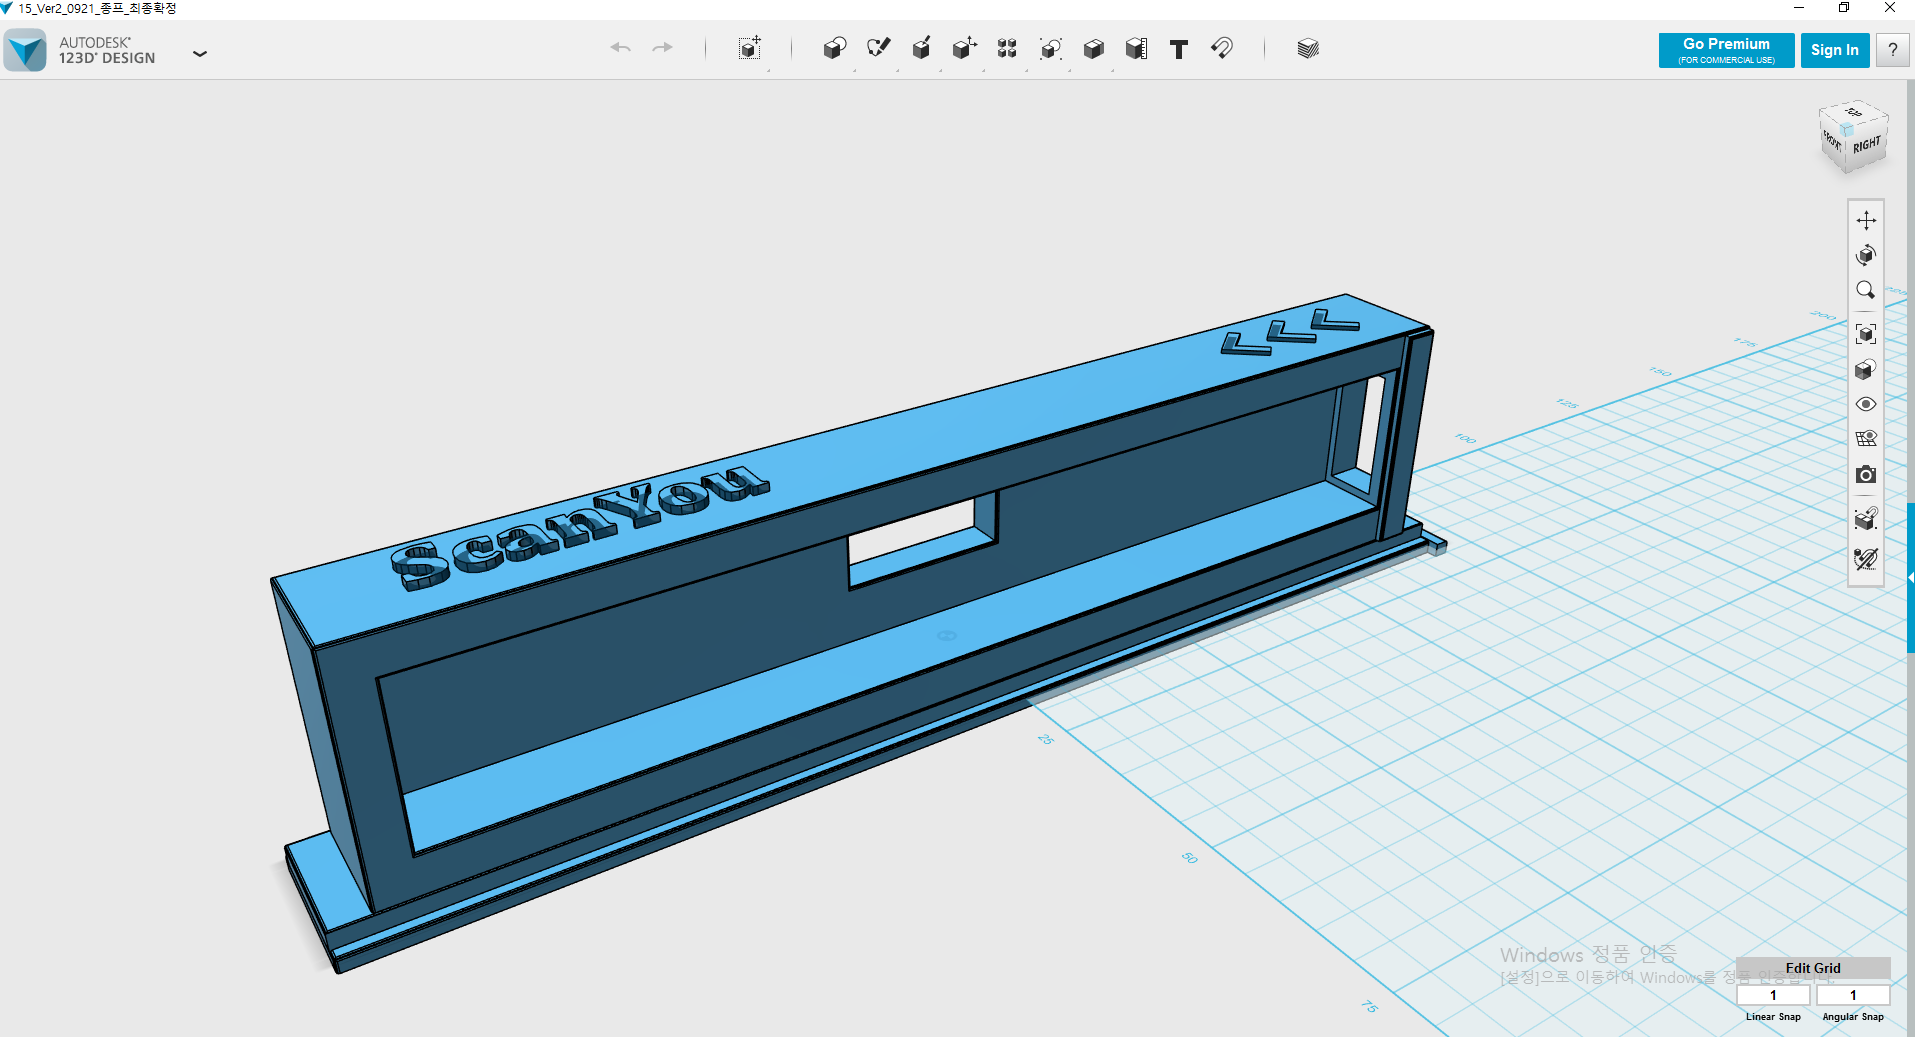 15_Ver2_0921_종프_최종확정
AUTODESK®
123D® DESIGN
Go Premium
(FOR COMMERCIAL USE)
Sign In
?
TOP
FRONT
RIGHT
ScanYou
225
200
175
150
125
100
25
50
75
Windows 정품 인증
[설정]으로 이동하여 Windows를 정품 인증합니다.
Edit Grid
1
1
Linear Snap
Angular Snap